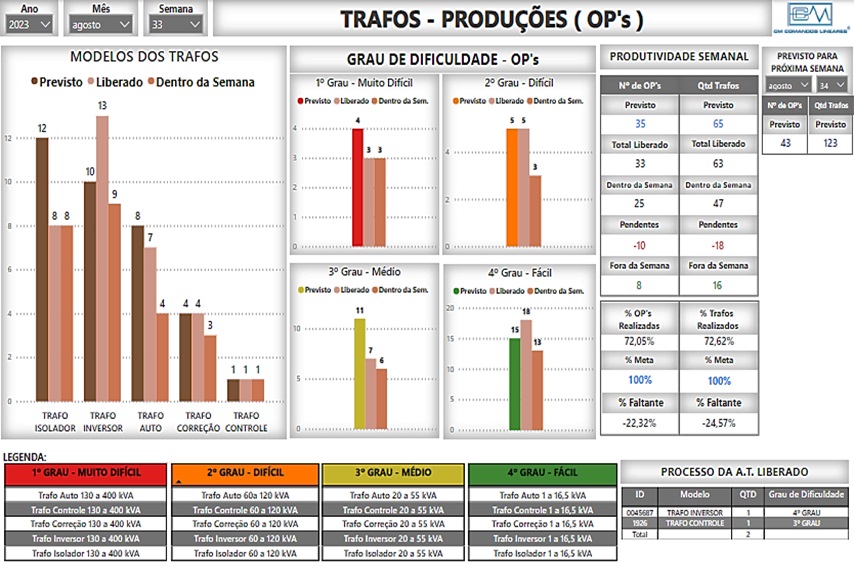 Ano Mês Semana
2023 agosto 33
TRAFOS - PRODUÇÕES ( OP's )
CM COMANDOS LINEARES
MODELOS DOS TRAFOS
Previsto Liberado Dentro da Semana
12 10 8 6 4 2 0
12 8 8
10 13 9
8 7 4
4 4 3
1 1 1
TRAFO ISOLADOR
TRAFO INVERSOR
TRAFO AUTO
TRAFO CORREÇÃO
TRAFO CONTROLE
GRAU DE DIFICULDADE - OP's
1º Grau - Muito Difícil
Previsto Liberado Dentro da Sem.
4 3 2 1 0
4 3 3
2º Grau - Difícil
Previsto Liberado Dentro da Sem.
4 2 0
5 5 3
3º Grau - Médio
Previsto Liberado Dentro da Sem.
10 5
11 7 6
4º Grau - Fácil
Previsto Liberado Dentro da Sem.
20 15 10 5 0
15 18 13
PRODUTIVIDADE SEMANAL
Nº de OP's Qtd Trafos
Previsto Previsto
35 65
Total Liberado Total Liberado
33 63
Dentro da Semana Dentro da Semana
25 47
Pendentes Pendentes
-10 -18
Fora da Semana Fora da Semana
8 16
% OP's Realizadas % Trafos Realizados
72,05% 72,62%
% Meta % Meta
100% 100%
% Faltante % Faltante
-22,32% -24,57%
PREVISTO PARA
PRÓXIMA SEMANA
agosto 34
Nº de OP's Qtd Trafos
Previsto Previsto
43 123
LEGENDA:
1º GRAU - MUITO DIFÍCIL 2º GRAU - DIFÍCIL 3º GRAU - MÉDIO 4º GRAU - FÁCIL
Trafo Auto 130 a 400 kVA Trafo Auto 60a 120 kVA Trafo Auto 20 a 55 kVA Trafo Auto 1 a 16,5 kVA
Trafo Controle 130 a 400 kVA Trafo Controle 60 a 120 kVA Trafo Controle 20 a 55 kVA Trafo Controle 1 a 16,5 kVA
Trafo Correção 130 a 400 kVA Trafo Correção 60 a 120 kVA Trafo Correção 20 a 55 kVA Trafo Correção 1 a 16,5 kVA
Trafo Inversor 130 a 400 kVA Trafo Inversor 60 a 120 kVA Trafo Inversor 20 a 55 kVA Trafo Inversor 1 a 16,5 kVA
Trafo Isolador 130 a 400 kVA Trafo Isolador 60 a 120 kVA Trafo Isolador 20 a 55 kVA Trafo Isolador 1 a 16,5 kVA
PROCESSO DA A.T. LIBERADO
ID Modelo QTD Grau de Dificuldade
0045687 TRAFO INVERSOR 1 4º GRAU
1926 TRAFO CONTROLE 1 3º GRAU
Total 2